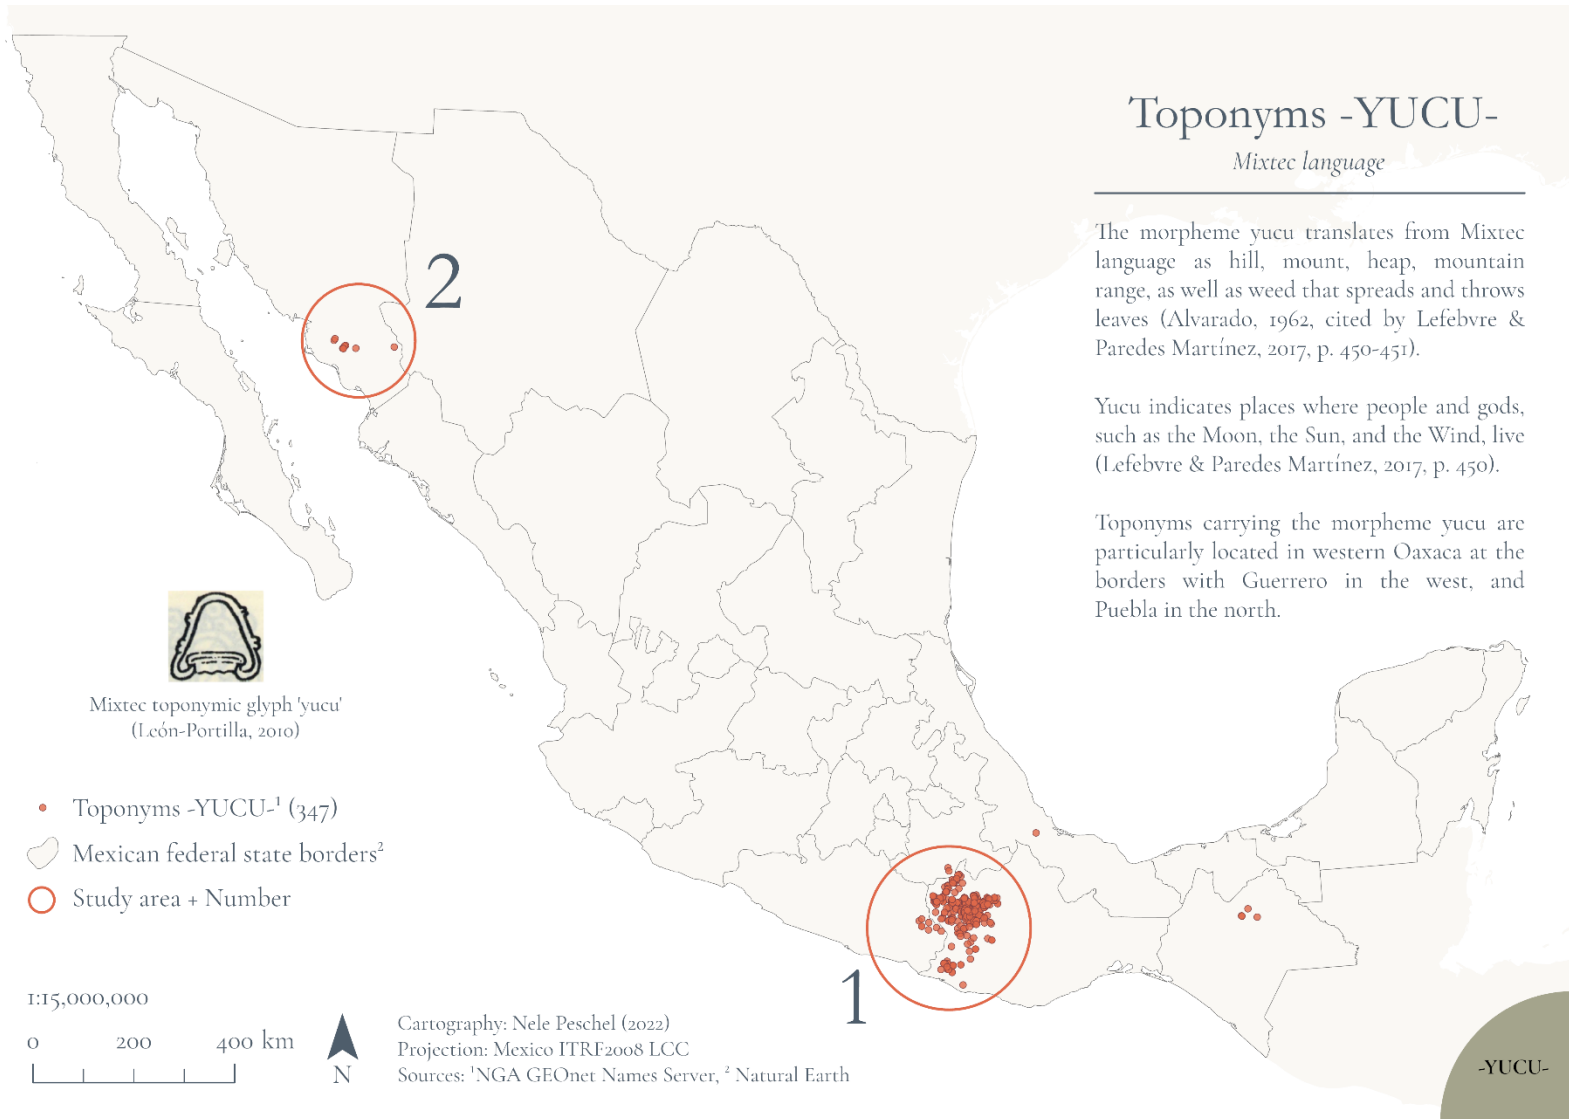 Toponyms -YUCU-
Mixtec language
The morpheme yucu translates from Mixtec
language as hill, mount, heap, mountain
range, as well as weed that spreads and throws
leaves (Alvarado, 1962, cited by Lefebvre &
Paredes Martínez, 2017, p. 450-451).
Yucu indicates places where people and gods,
such as the Moon, the Sun, and the Wind, live
(Lefebvre & Paredes Martínez, 2017, p. 450).
Toponyms carrying the morpheme yucu are
particularly located in western Oaxaca at the
borders with Guerrero in the west, and
Puebla in the north.
2
Mixtec toponymic glyph 'yucu'
(León-Portilla, 2010)
Toponyms -YUCU-¹ (347)
Mexican federal state borders²
Study area + Number
1
1:15,000,000
0 200 400 km
N
Cartography: Nele Peschel (2022)
Projection: Mexico ITRF2008 LCC
Sources: ¹NGA GEOnet Names Server, ² Natural Earth
-YUCU-